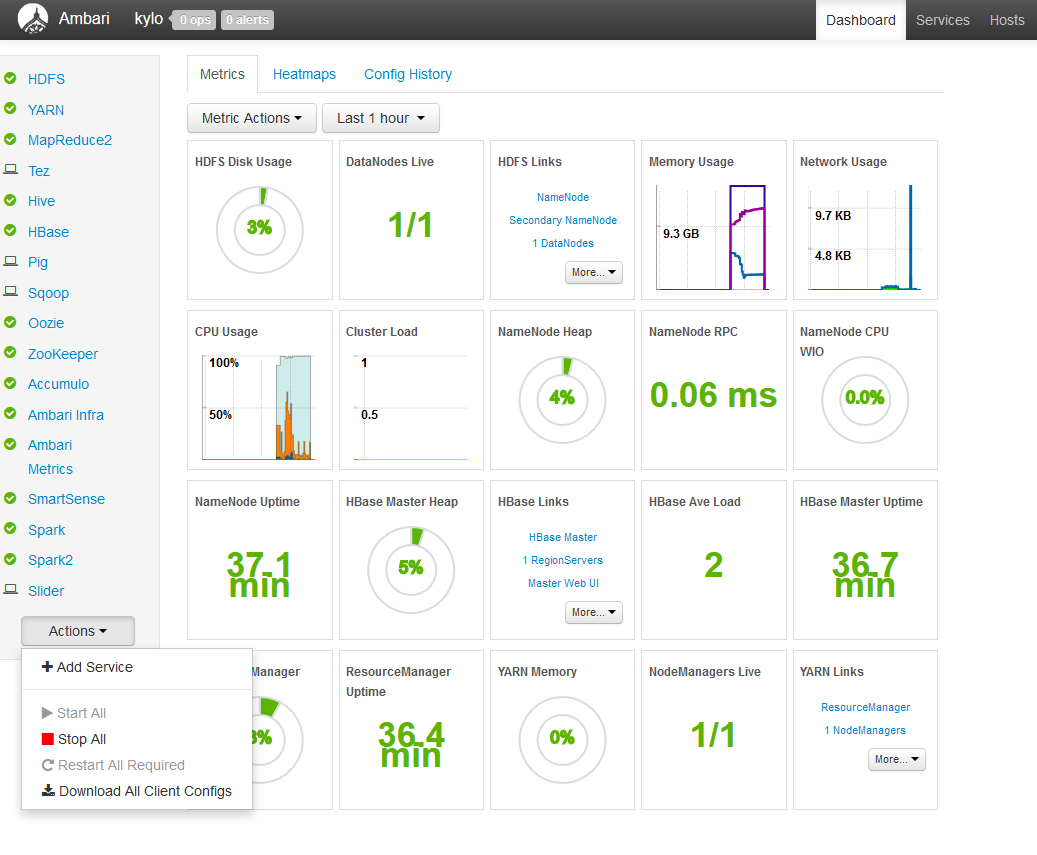 Ambari kylo 0 ops 0 alerts Dashboard Services Hosts
HDFS
YARN
MapReduce2
Tez
Hive
HBase
Pig
Sqoop
Oozie
ZooKeeper
Accumulo
Ambari Infra
Ambari
Metrics
SmartSense
Spark
Spark2
Slider
Actions
Add Service
Start All
Stop All
Restart All Required
Download All Client Configs
Metrics Heatmaps Config History
Metric Actions Last 1 hour
HDFS Disk Usage
3%
DataNodes Live
1/1
HDFS Links
NameNode
Secondary NameNode
1 DataNodes
More...
Memory Usage
9.3 GB
Network Usage
9.7 KB
4.8 KB
CPU Usage
100%
50%
Cluster Load
1
0.5
NameNode Heap
4%
NameNode RPC
0.06 ms
NameNode CPU
WIO
0.0%
NameNode Uptime
37.1
min
HBase Master Heap
5%
HBase Links
HBase Master
1 RegionServers
Master Web UI
More...
HBase Ave Load
2
HBase Master Uptime
36.7
min
Manager
%
ResourceManager
Uptime
36.4
min
YARN Memory
0%
NodeManagers Live
1/1
YARN Links
ResourceManager
1 NodeManagers
More...